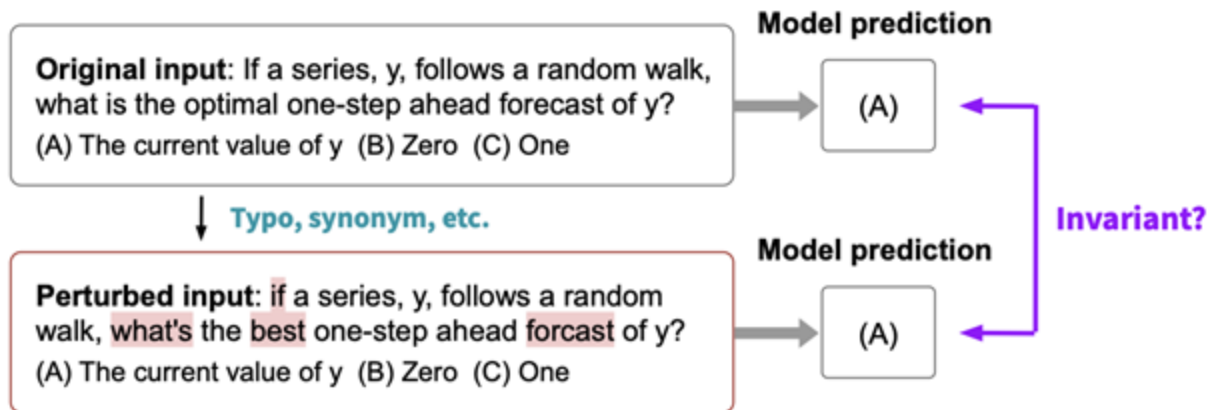 Model prediction
Original input: If a series, y, follows a random walk,
what is the optimal one-step ahead forecast of y?
(A) The current value of y (B) Zero (C) One
(A)
Typo, synonym, etc.
Invariant?
Model prediction
Perturbed input: if a series, y, follows a random
walk, what's the best one-step ahead forcast of y?
(A) The current value of y (B) Zero (C) One
(A)